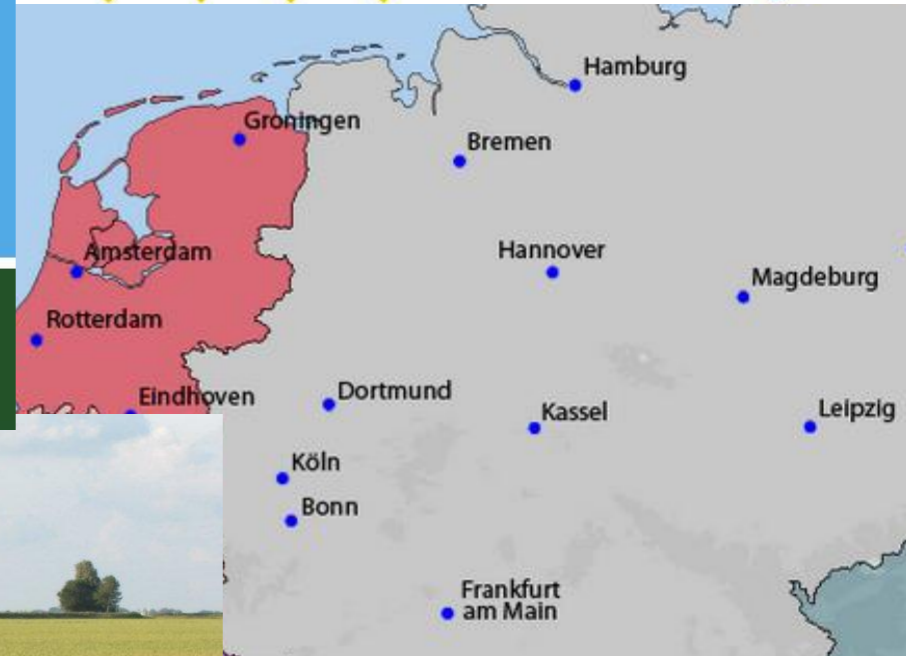 Hamburg
Groningen
Bremen
Amsterdam
Hannover
Magdeburg
Rotterdam
Eindhoven
Dortmund
Kassel
Leipzig
Köln
Bonn
Frankfurt
am Main